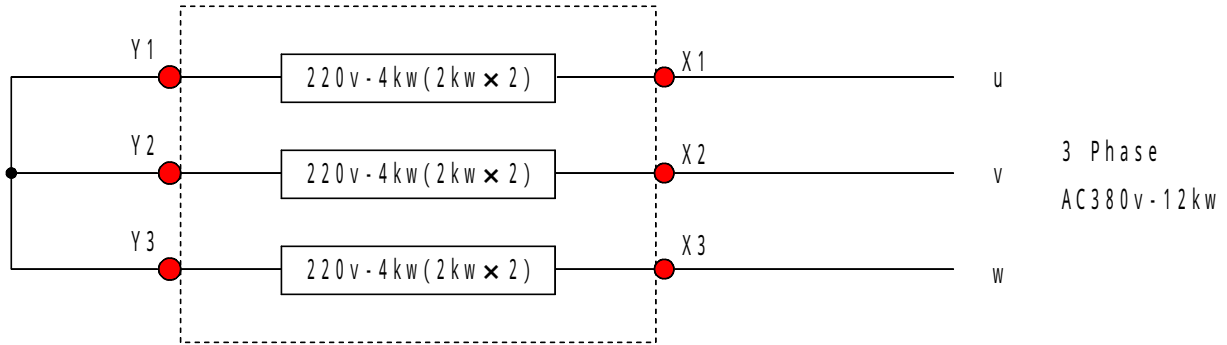 Y1
X1
220v-4kw(2kw×2)
u
Y2
X2
220v-4kw(2kw×2)
v
3 Phase
AC380v-12kw
Y3
X3
220v-4kw(2kw×2)
w